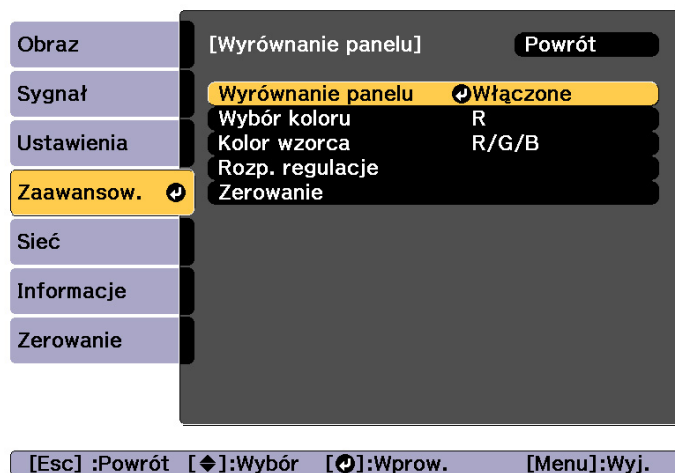 Obraz
Sygnał
Ustawienia
Zaawansow.
Sieć
Informacje
Zerowanie
[Wyrównanie panelu] Powrót
Wyrównanie panelu Włączone
Wybór koloru R
Kolor wzorca R/G/B
Rozp. regulacje
Zerowanie
[Esc] :Powrót [◆]:Wybór [⏎]:Wprow. [Menu]:Wyj.